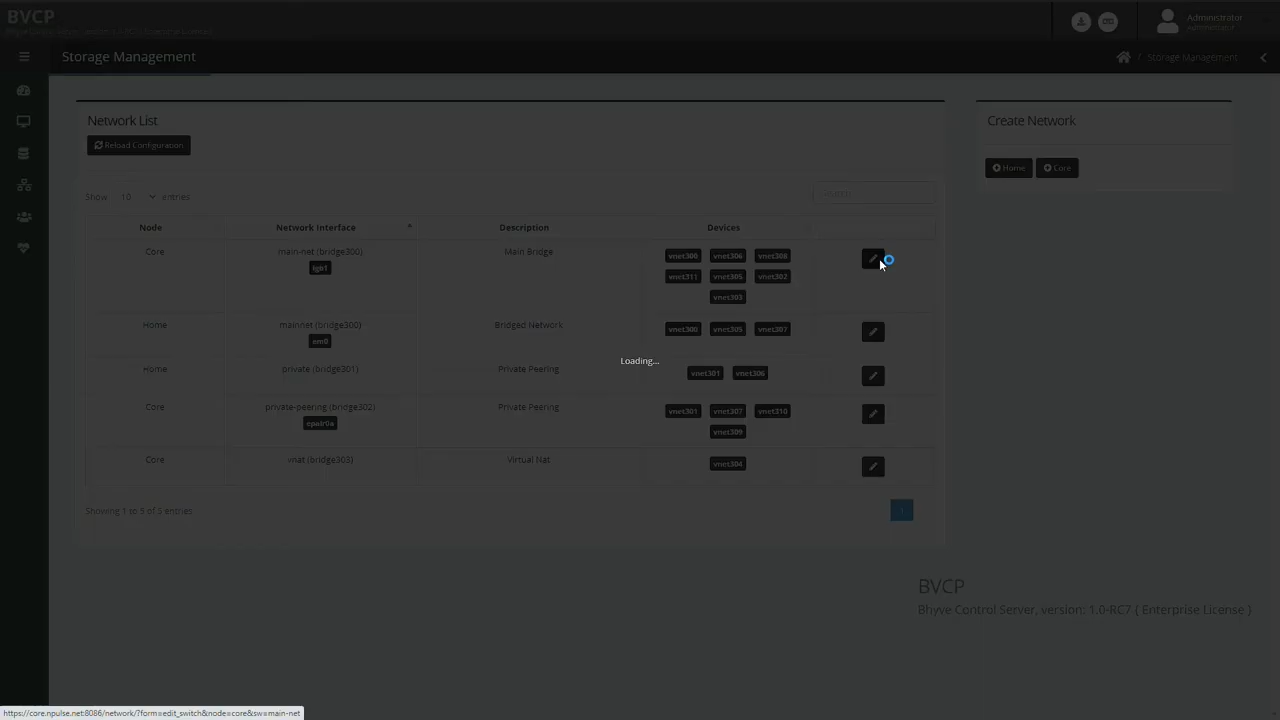 BVCP
Administrator
Administrator
Storage Management
/ Storage Management
Network List
Create Network
Reload Configuration
Home
Core
Show 10 entries
Search
Node Network Interface Description Devices
Core main-net (bridge300) Main Bridge vnet300 vnet306 vnet308
igb1
vnet311 vnet305 vnet302
vnet303
Home mainnet (bridge300) Bridged Network vnet300 vnet305 vnet307
em0
Loading...
Home private (bridge301) Private Peering vnet301 vnet306
Core private-peering (bridge302) Private Peering vnet301 vnet307 vnet310
epair0a
vnet309
Core vnat (bridge303) Virtual Nat vnet304
Showing 1 to 5 of 5 entries
1
BVCP
Bhyve Control Server, version: 1.0-RC7 ( Enterprise License )
https://core.npulse.net:8086/network/?form=edit_switch&node=core&sw=main-net